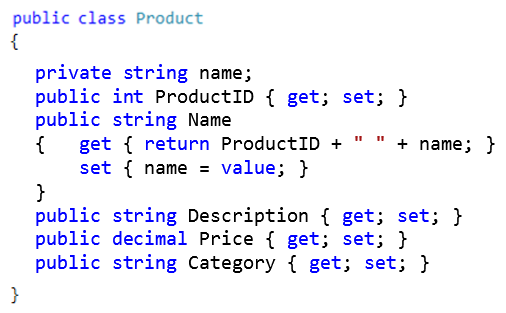 public class Product
{
private string name;
public int ProductID { get; set; }
public string Name
{ get { return ProductID + " " + name; }
set { name = value; }
}
public string Description { get; set; }
public decimal Price { get; set; }
public string Category { get; set; }
}